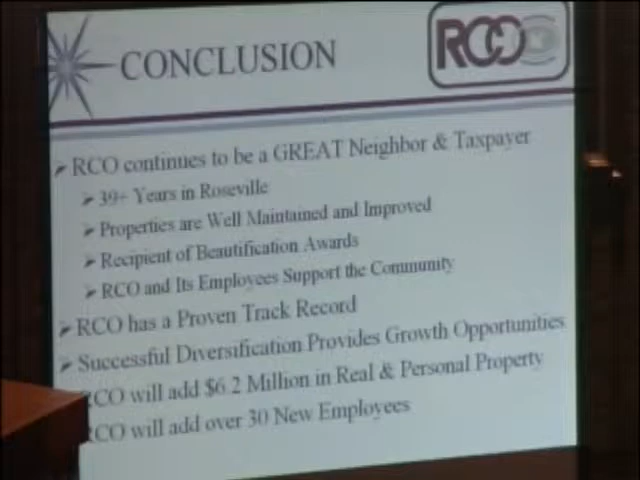 CONCLUSION
RCO
RCO continues to be a GREAT Neighbor & Taxpayer
39+ Years in Roseville
Properties are Well Maintained and Improved
Recipient of Beautification Awards
RCO and Its Employees Support the Community
RCO has a Proven Track Record
Successful Diversification Provides Growth Opportunities
RCO will add $6.2 Million in Real & Personal Property
RCO will add over 30 New Employees